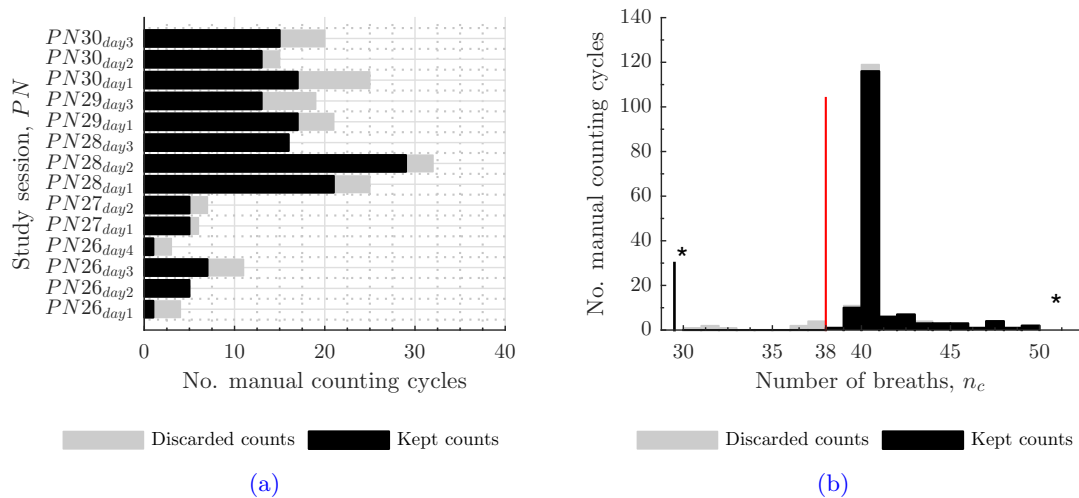 Study session, PN
PN30day3
PN30day2
PN30day1
PN29day3
PN29day1
PN28day3
PN28day2
PN28day1
PN27day2
PN27day1
PN26day4
PN26day3
PN26day2
PN26day1
0 10 20 30 40
No. manual counting cycles
Discarded counts Kept counts
(a)
No. manual counting cycles
140
120
100
80
60
40
20
0
* *
30 35 38 40 45 50
Number of breaths, nc
Discarded counts Kept counts
(b)